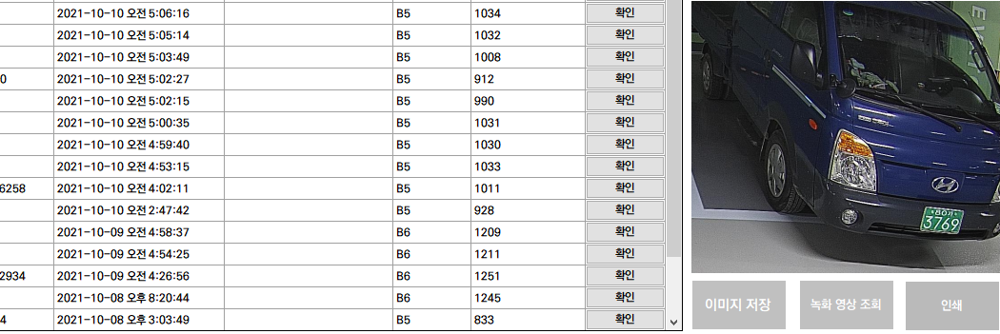 2021-10-10 오전 5:06:16 B5 1034 확인
2021-10-10 오전 5:05:14 B5 1032 확인
2021-10-10 오전 5:03:49 B5 1008 확인
0 2021-10-10 오전 5:02:27 B5 912 확인
2021-10-10 오전 5:02:15 B5 990 확인
2021-10-10 오전 5:00:35 B5 1031 확인
2021-10-10 오전 4:59:40 B5 1030 확인
2021-10-10 오전 4:53:15 B5 1033 확인
6258 2021-10-10 오전 4:02:11 B5 1011 확인
2021-10-10 오전 2:47:42 B5 928 확인
2021-10-09 오전 4:58:37 B6 1209 확인
2021-10-09 오전 4:54:25 B6 1211 확인
2934 2021-10-09 오전 4:26:56 B6 1251 확인
2021-10-08 오후 8:20:44 B6 1245 확인
4 2021-10-08 오후 3:03:49 B5 833 확인
3769
이미지 저장
녹화 영상 조회
인쇄